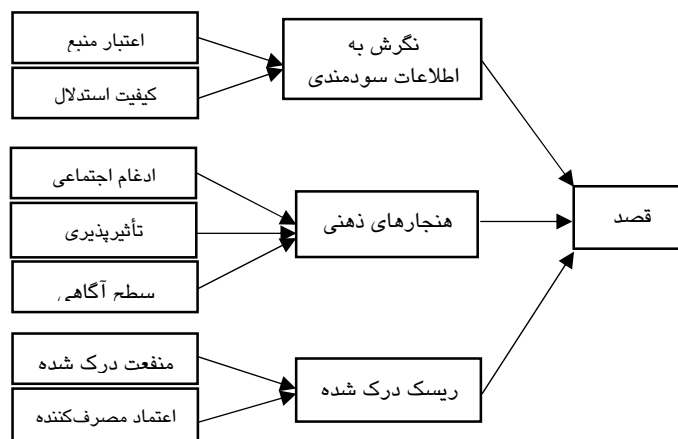 اعتبار منبع
کیفیت استدلال
نگرش به
اطلاعات سودمندی
ادغام اجتماعی
تأثیرپذیری
سطح آگاهی
هنجارهای ذهنی
قصد
منفعت درک شده
اعتماد مصرف‌کننده
ریسک درک شده